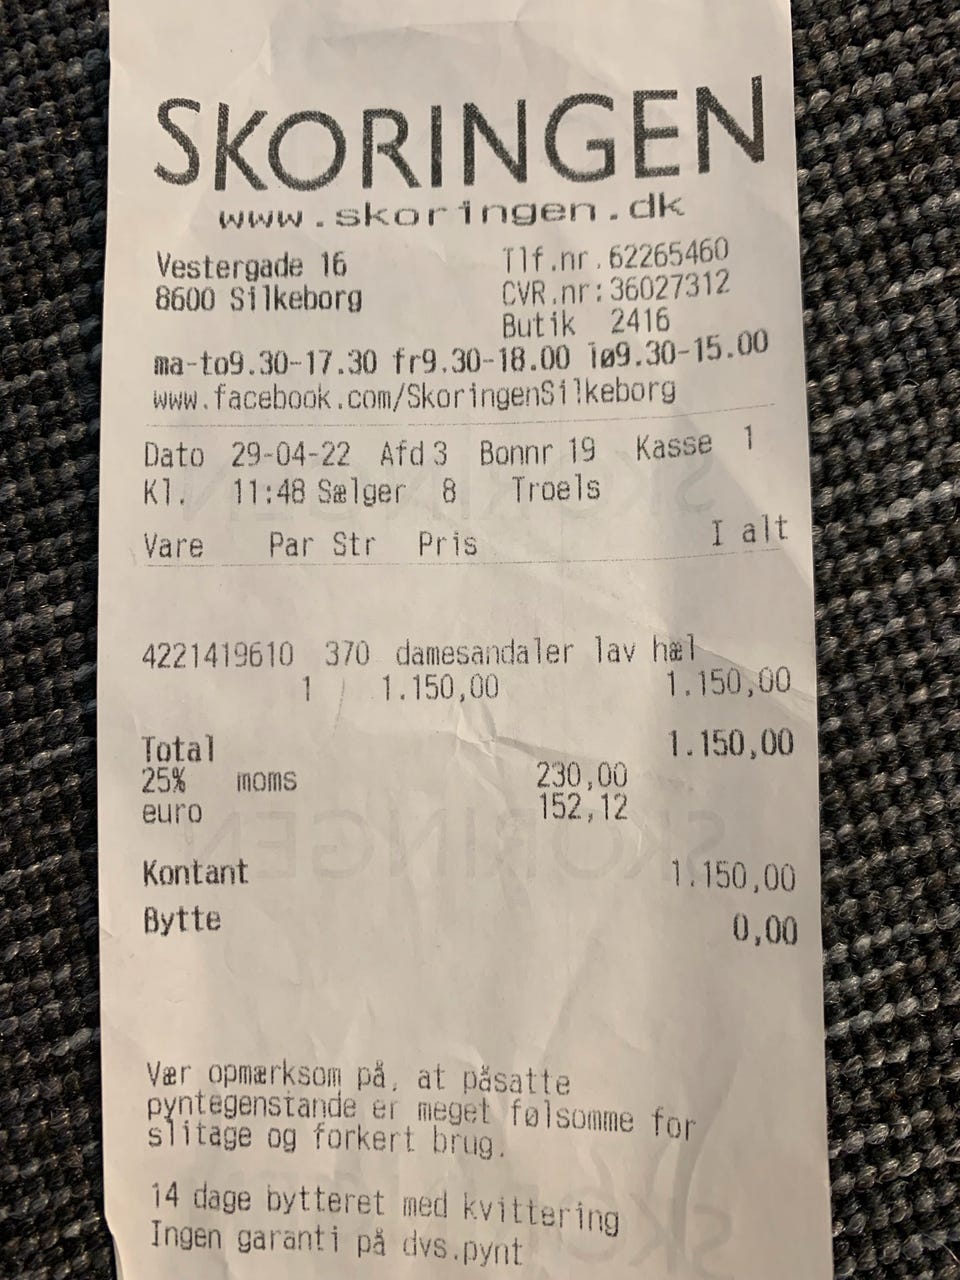 SKORINGEN
www.skoringen.dk
Vestergade 16 Tlf.nr.62265460
8600 Silkeborg CVR.nr:36027312
Butik 2416
ma-to9.30-17.30 fr9.30-18.00 lø9.30-15.00
www.facebook.com/SkoringenSilkeborg
Dato 29-04-22 Afd 3 Bonnr 19 Kasse 1
Kl. 11:48 Sælger 8 Troels
Vare Par Str Pris I alt
4221419610 370 damesandaler lav hæl
1 / 1.150,00 1.150,00
Total 1.150,00
25% moms 230,00
euro 152,12
Kontant 1.150,00
Bytte 0,00
Vær opmærksom på, at påsatte
pyntegenstande er meget følsomme for
slitage og forkert brug.
14 dage bytteret med kvittering
Ingen garanti på dvs.pynt